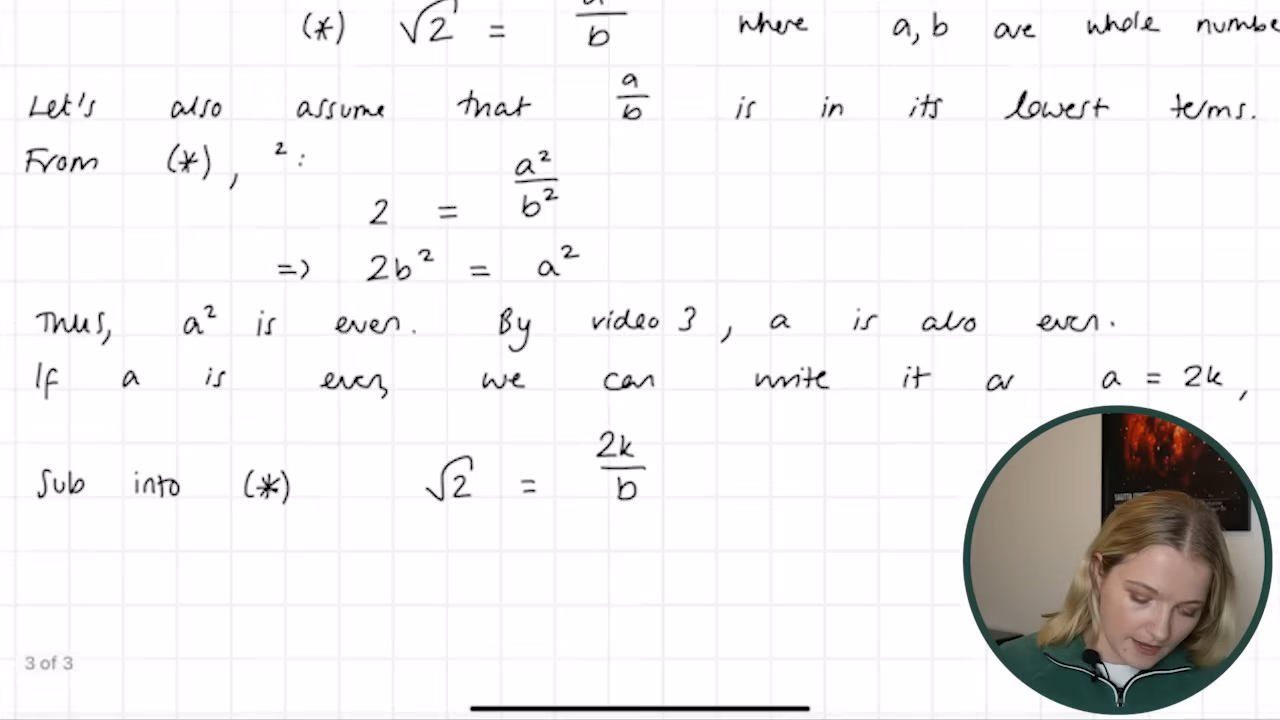 (*) √2 = a/b where a, b are whole numbe
Let's also assume that a/b is in its lowest terms.
From (*), ²:
2 = a²/b²
=> 2b² = a²
Thus, a² is even. By video 3, a is also even.
If a is even, we can write it as a = 2k,
Sub into (*) √2 = 2k/b
3 of 3